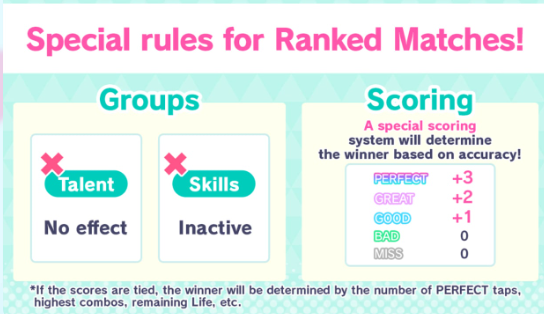 Special rules for Ranked Matches!
Groups
Talent
No effect
Skills
Inactive
Scoring
A special scoring
system will determine
the winner based on accuracy!
PERFECT +3
GREAT +2
GOOD +1
BAD 0
MISS 0
*If the scores are tied, the winner will be determined by the number of PERFECT taps,
highest combos, remaining Life, etc.